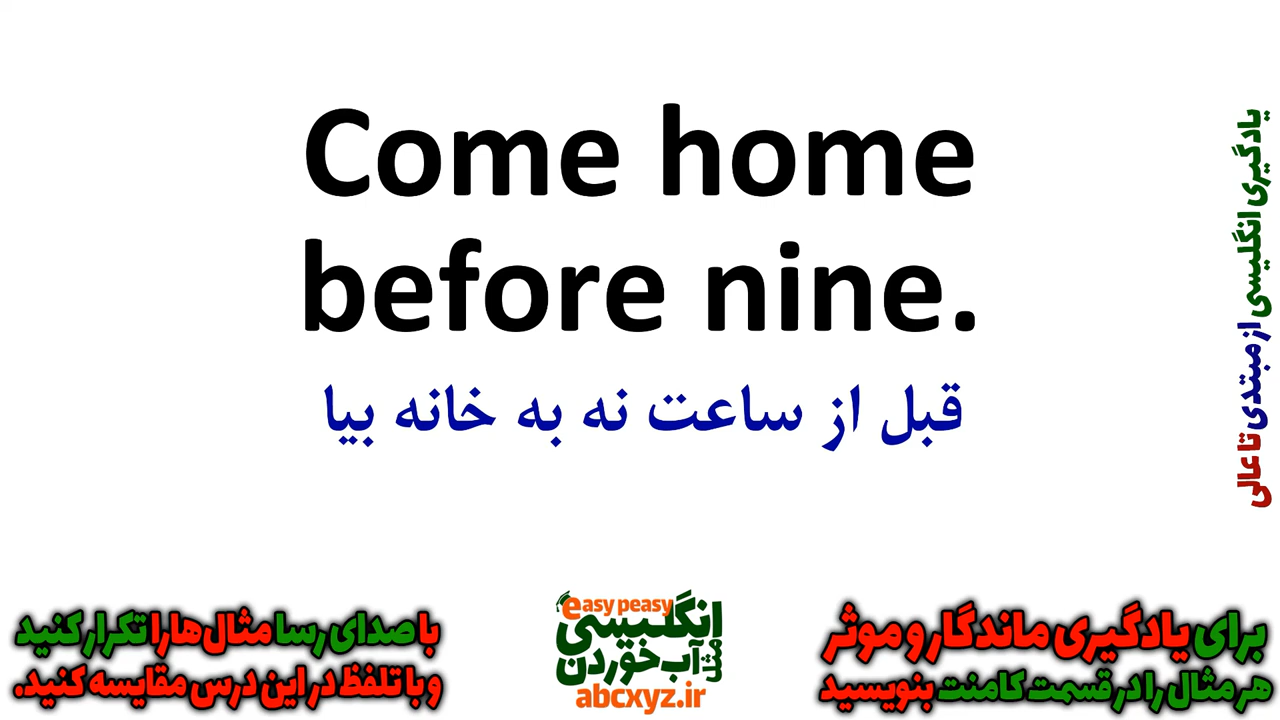 Come home
before nine.
قبل از ساعت نه به خانه بیا
یادگیری انگلیسی از مبتدی تا عالی
با صدای رسا مثال‌ها را تکرار کنید
و با تلفظ در این درس مقایسه کنید.
easy peasy
انگلیسی
مثل آب خوردن
abcxyz.ir
برای یادگیری ماندگار و موثر
هر مثال را در قسمت کامنت بنویسید